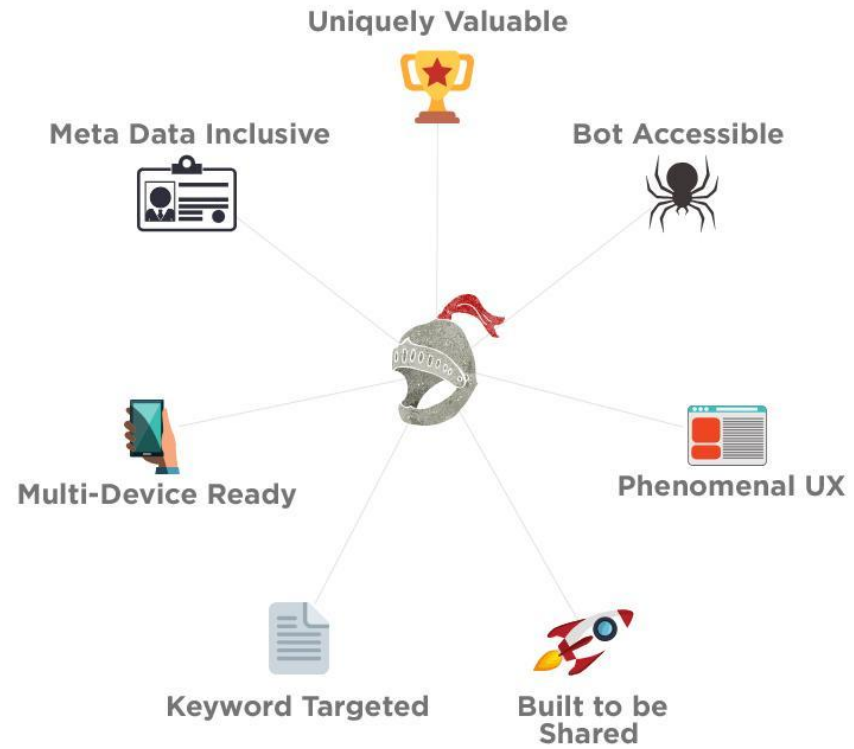 Uniquely Valuable
Meta Data Inclusive
Bot Accessible
Multi-Device Ready
Phenomenal UX
Keyword Targeted
Built to be
Shared